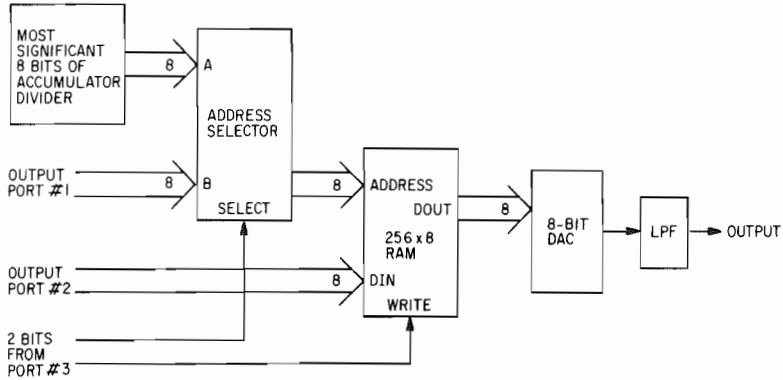 MOST
SIGNIFICANT
8 BITS OF
ACCUMULATOR
DIVIDER
8
A
ADDRESS
SELECTOR
OUTPUT
PORT #1
8
B
SELECT
8
ADDRESS
DOUT
256 x 8
RAM
8
8-BIT
DAC
LPF
OUTPUT
OUTPUT
PORT #2
8
DIN
WRITE
2 BITS
FROM
PORT #3